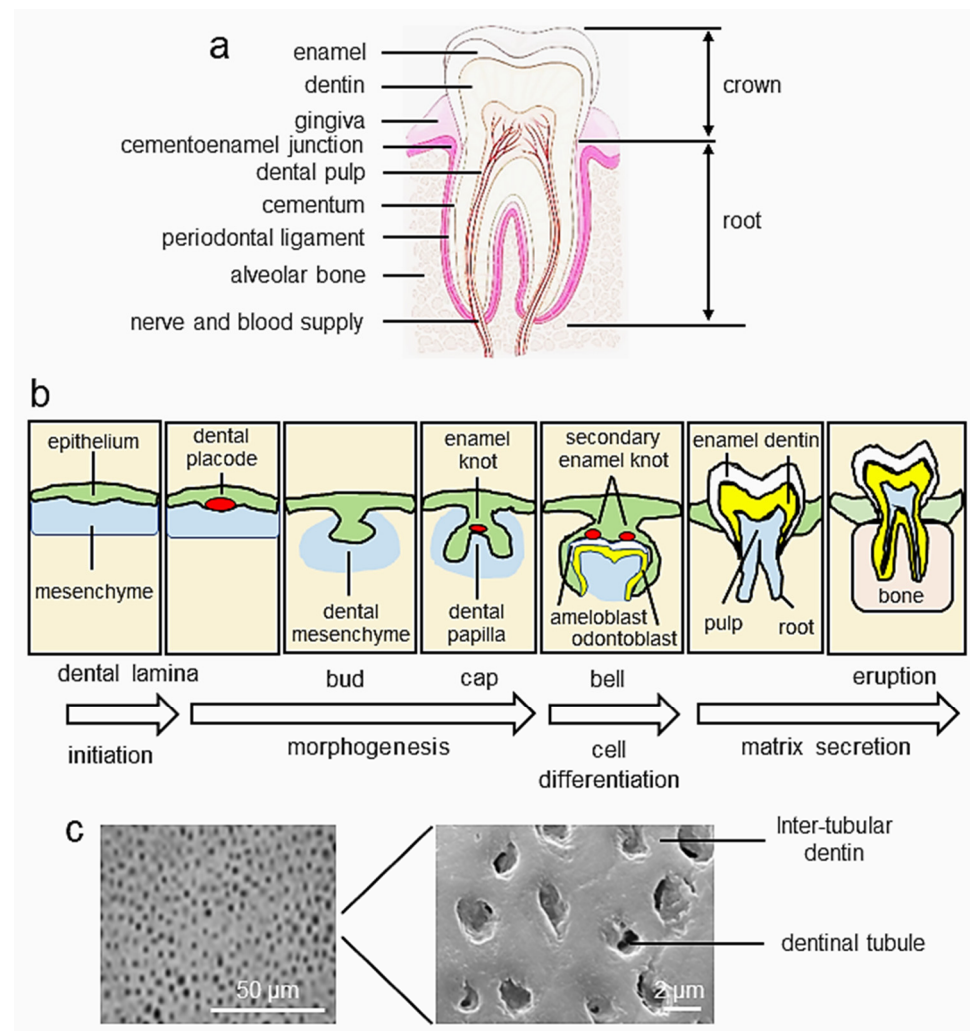 a
enamel
dentin
gingiva
cementoenamel junction
dental pulp
cementum
periodontal ligament
alveolar bone
nerve and blood supply
crown
root
b
epithelium
mesenchyme
dental
placode
dental
mesenchyme
enamel
knot
dental
papilla
secondary
enamel knot
ameloblast
odontoblast
enamel dentin
pulp
root
bone
dental lamina
bud
cap
bell
eruption
initiation
morphogenesis
cell
differentiation
matrix secretion
c
50 µm
2 µm
Inter-tubular
dentin
dentinal tubule